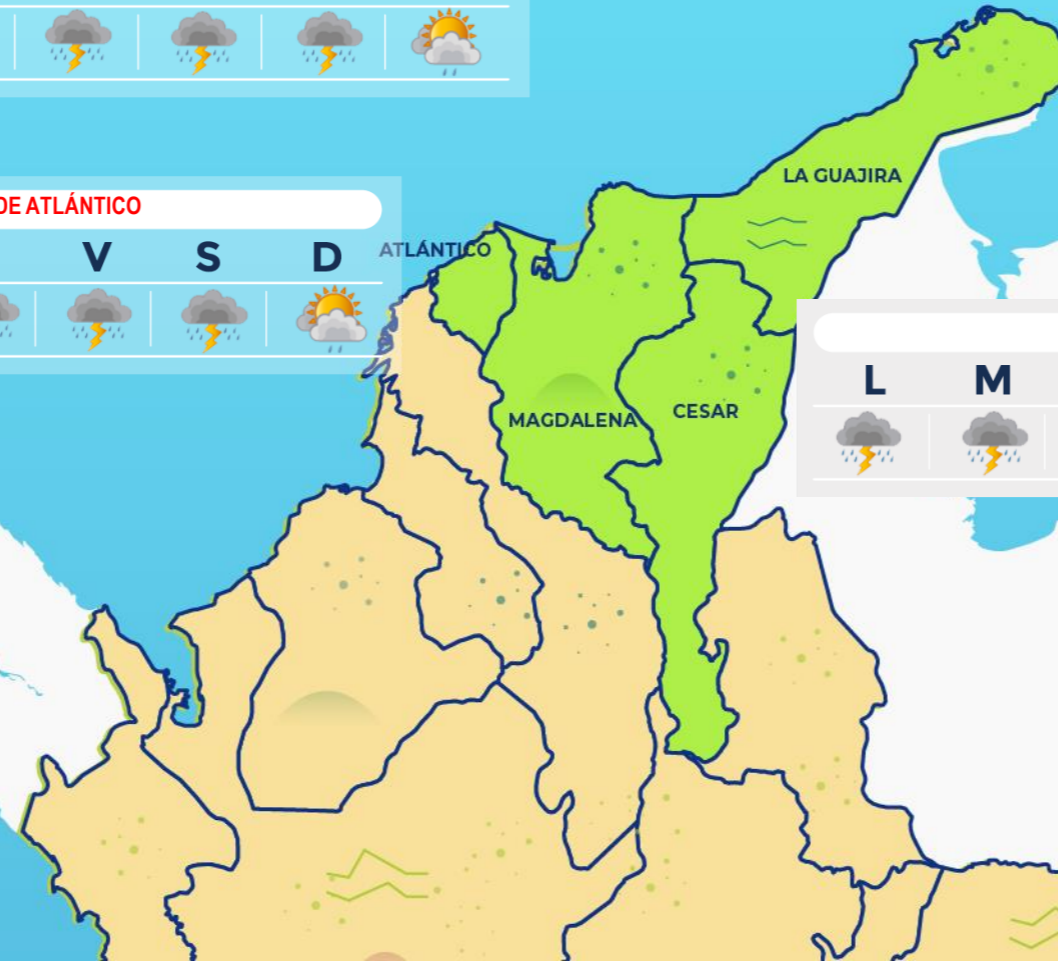 LA GUAJIRA
DE ATLÁNTICO
V S D
ATLÁNTICO
L M
MAGDALENA
CESAR